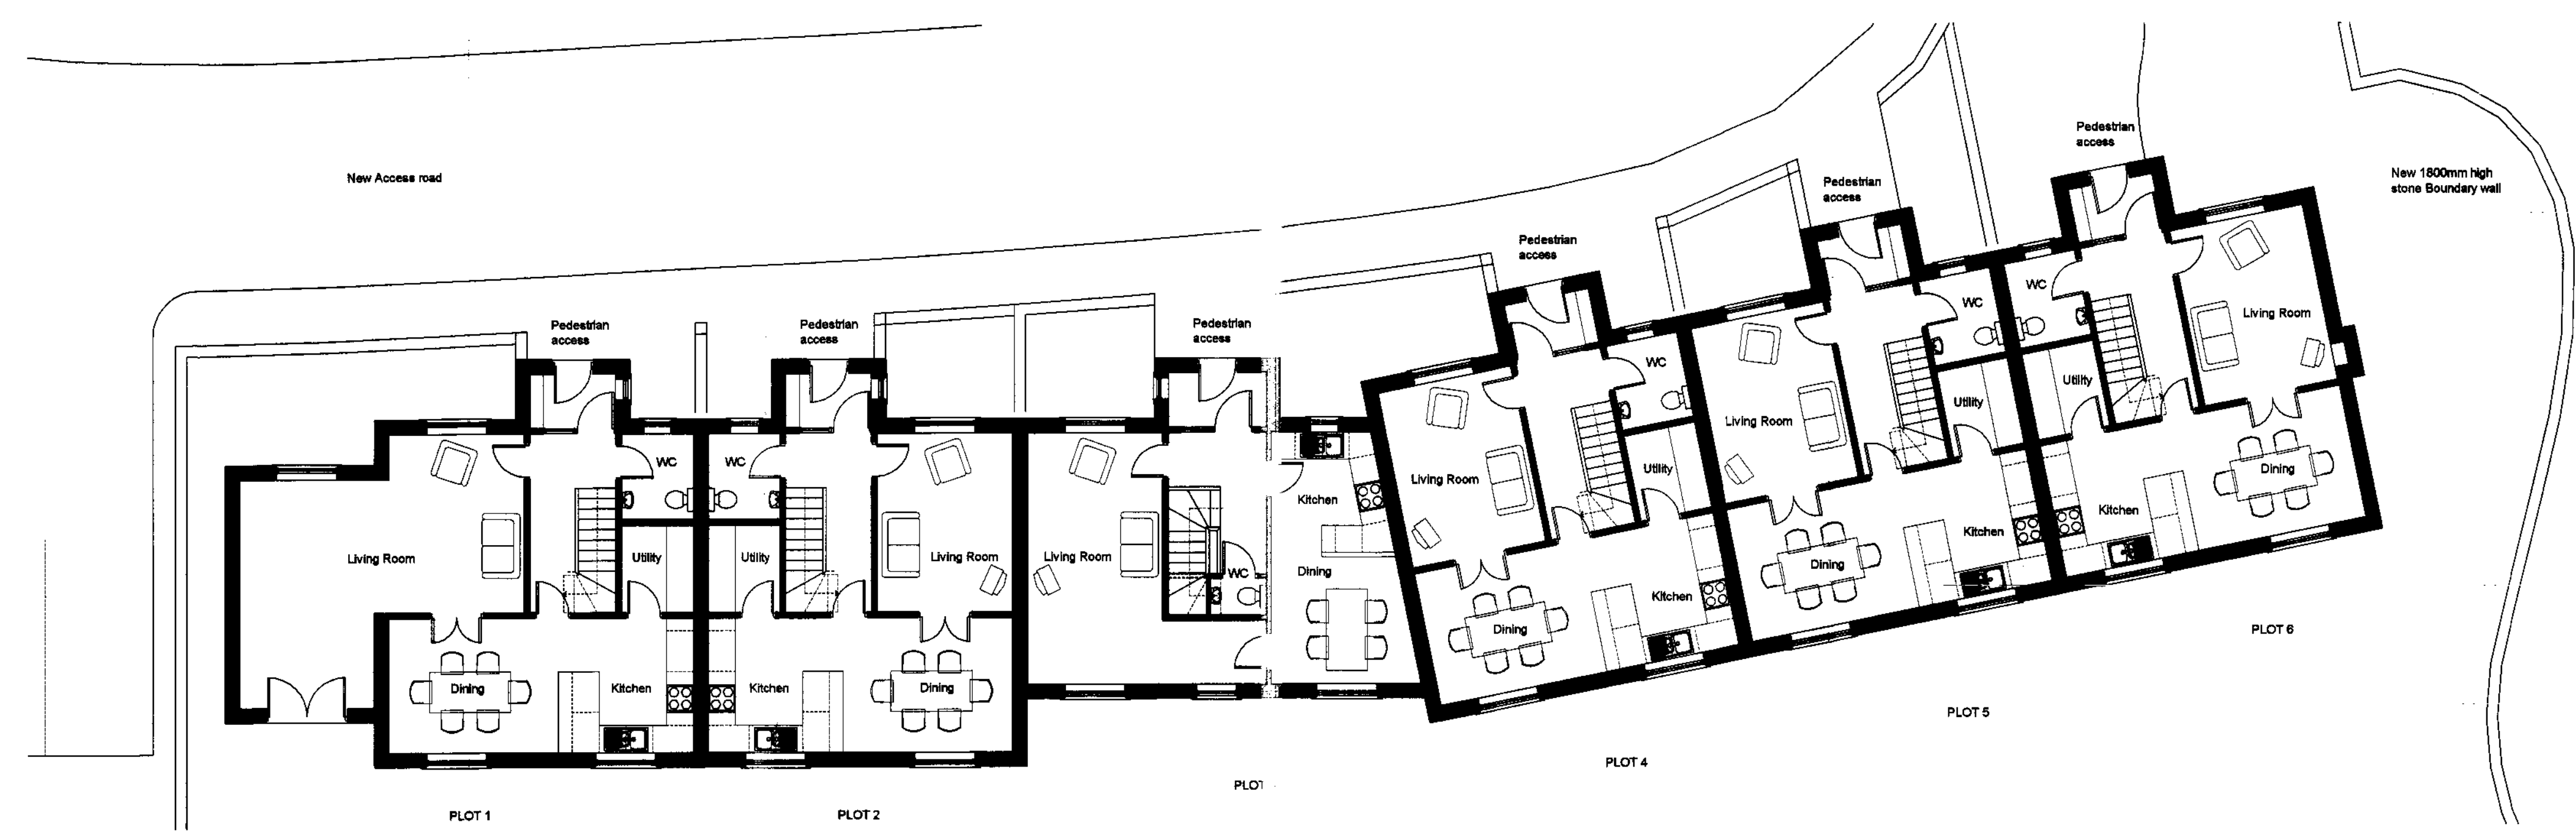 New Access road
Pedestrian
access
Pedestrian
access
Pedestrian
access
Pedestrian
access
Pedestrian
access
Pedestrian
access
New 1800mm high
stone Boundary wall
Living Room
WC
Utility
Dining
Kitchen
PLOT 1
WC
Utility
Living Room
Kitchen
Dining
PLOT 2
Living Room
WC
Kitchen
Dining
PLOT
Living Room
WC
Utility
Dining
Kitchen
PLOT 4
Living Room
WC
Utility
Dining
Kitchen
PLOT 5
WC
Utility
Living Room
Kitchen
Dining
PLOT 6